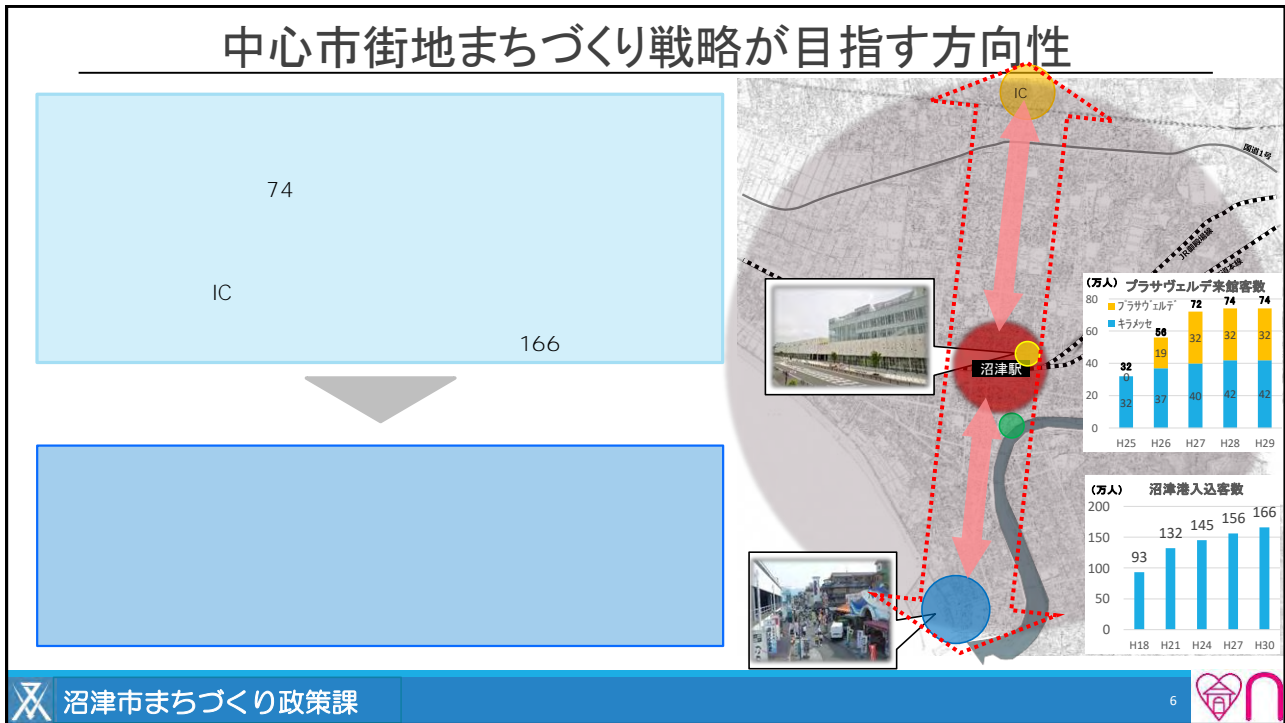 中心市街地まちづくり戦略が目指す方向性
74
IC
166
IC
国道1号
JR御殿場線
沼津駅
(万人) プラサヴェルデ来館客数
プラサヴェルデ
キラメッセ
80
60
40
20
0
32
0
32
56
19
37
72
32
40
74
32
42
74
32
42
H25 H26 H27 H28 H29
(万人) 沼津港入込客数
200
150
100
50
0
93
132
145
156
166
H18 H21 H24 H27 H30
沼津市まちづくり政策課
6